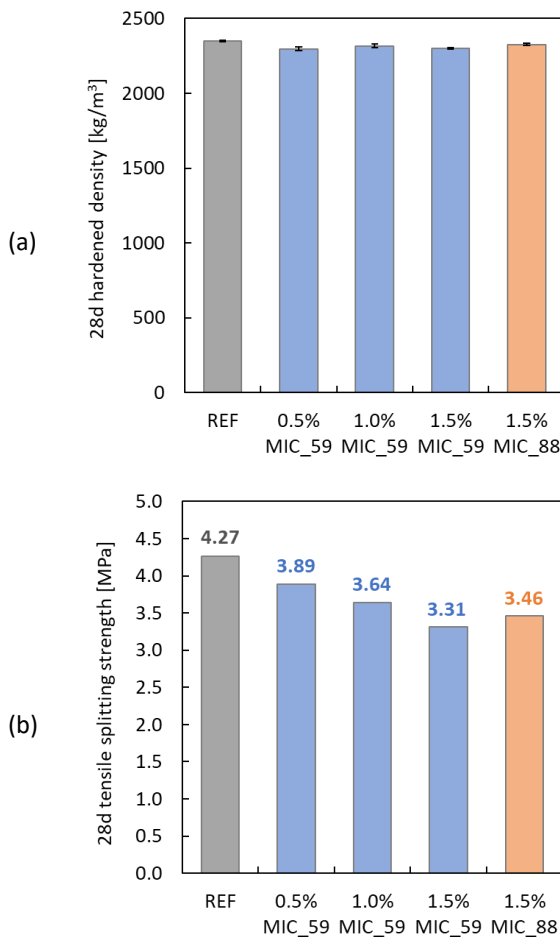 (a)
28d hardened density [kg/m³]
2500
2000
1500
1000
500
0
REF
0.5%
MIC_59
1.0%
MIC_59
1.5%
MIC_59
1.5%
MIC_88
(b)
28d tensile splitting strength [MPa]
5.0
4.5
4.0
3.5
3.0
2.5
2.0
1.5
1.0
0.5
0.0
4.27
3.89
3.64
3.31
3.46
REF
0.5%
MIC_59
1.0%
MIC_59
1.5%
MIC_59
1.5%
MIC_88